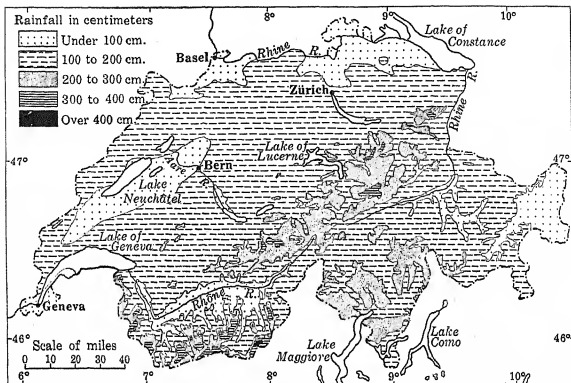 Rainfall in centimeters
Under 100 cm.
100 to 200 cm.
200 to 300 cm.
300 to 400 cm.
Over 400 cm.
6° 7° 8° 9° 10°
Lake of
Constance
Basel
Rhine R.
Zürich
Rhine R.
47° 47°
Lake of
Lucerne
Aare R.
Bern
Lake
Neuchâtel
Lake of
Geneva
Rhône R.
Geneva
46° 46°
Lake
Maggiore
Lake
Como
Scale of miles
0 10 20 30 40
6° 7° 8° 9° 10°